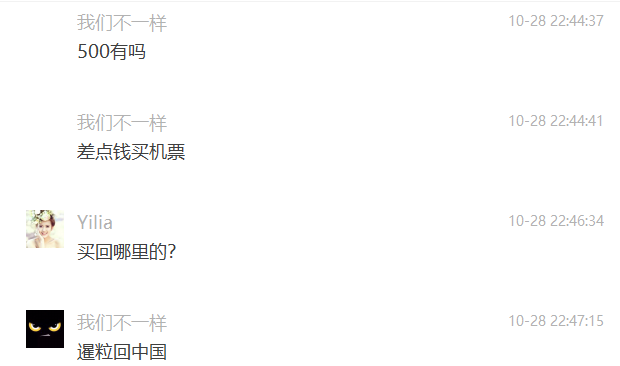 我们不一样 10-28 22:44:37
500有吗
我们不一样 10-28 22:44:41
差点钱买机票
Yilia 10-28 22:46:34
买回哪里的?
我们不一样 10-28 22:47:15
暹粒回中国